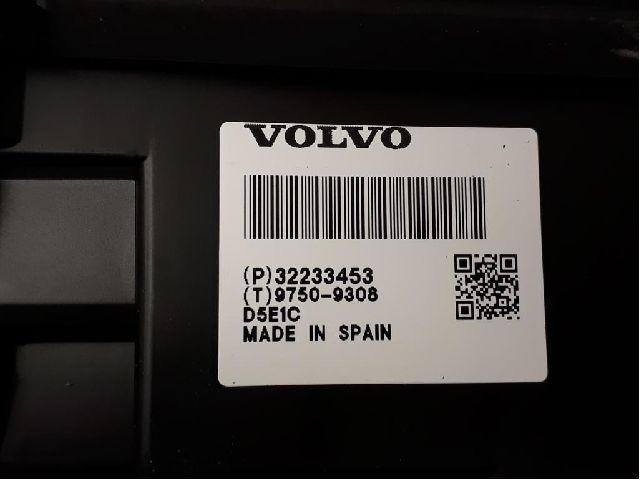 VOLVO
(P)32233453
(T)9750-9308
D5E1C
MADE IN SPAIN